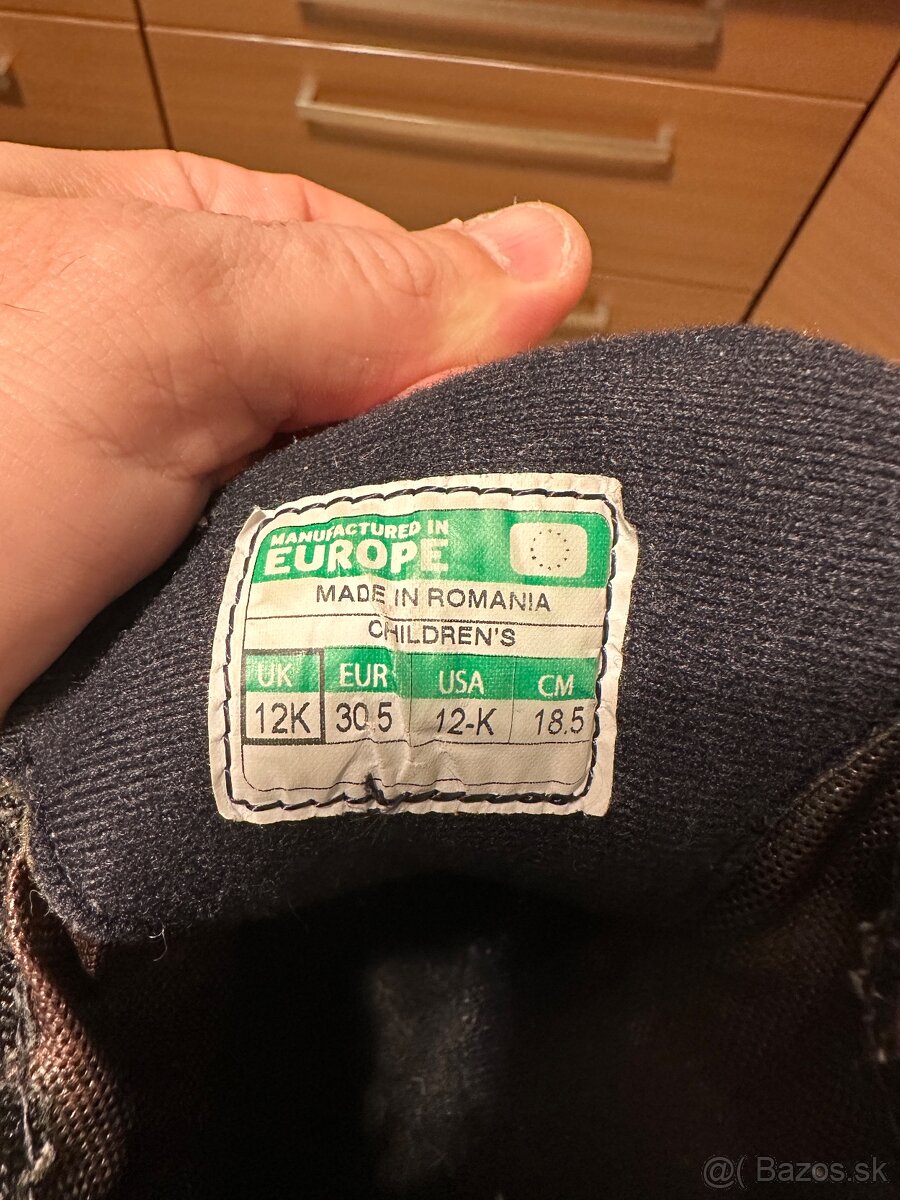 MANUFACTURED IN
EUROPE
MADE IN ROMANIA
CHILDREN'S
UK EUR USA CM
12K 30.5 12-K 18.5
@( Bazos.sk